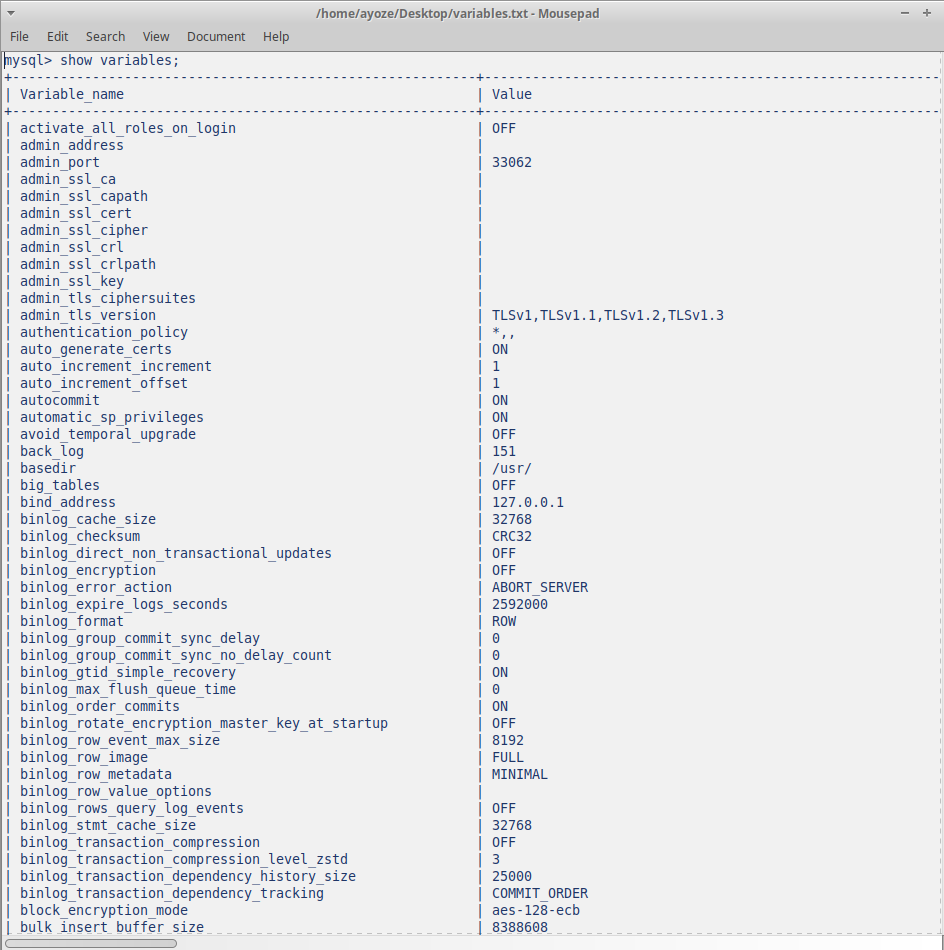 /home/ayoze/Desktop/variables.txt - Mousepad
File Edit Search View Document Help
mysql> show variables;
+----------------------------------------------------------+---------------------------------------------------------
| Variable_name | Value
+----------------------------------------------------------+---------------------------------------------------------
| activate_all_roles_on_login | OFF
| admin_address |
| admin_port | 33062
| admin_ssl_ca |
| admin_ssl_capath |
| admin_ssl_cert |
| admin_ssl_cipher |
| admin_ssl_crl |
| admin_ssl_crlpath |
| admin_ssl_key |
| admin_tls_ciphersuites |
| admin_tls_version | TLSv1,TLSv1.1,TLSv1.2,TLSv1.3
| authentication_policy | *,,
| auto_generate_certs | ON
| auto_increment_increment | 1
| auto_increment_offset | 1
| autocommit | ON
| automatic_sp_privileges | ON
| avoid_temporal_upgrade | OFF
| back_log | 151
| basedir | /usr/
| big_tables | OFF
| bind_address | 127.0.0.1
| binlog_cache_size | 32768
| binlog_checksum | CRC32
| binlog_direct_non_transactional_updates | OFF
| binlog_encryption | OFF
| binlog_error_action | ABORT_SERVER
| binlog_expire_logs_seconds | 2592000
| binlog_format | ROW
| binlog_group_commit_sync_delay | 0
| binlog_group_commit_sync_no_delay_count | 0
| binlog_gtid_simple_recovery | ON
| binlog_max_flush_queue_time | 0
| binlog_order_commits | ON
| binlog_rotate_encryption_master_key_at_startup | OFF
| binlog_row_event_max_size | 8192
| binlog_row_image | FULL
| binlog_row_metadata | MINIMAL
| binlog_row_value_options |
| binlog_rows_query_log_events | OFF
| binlog_stmt_cache_size | 32768
| binlog_transaction_compression | OFF
| binlog_transaction_compression_level_zstd | 3
| binlog_transaction_dependency_history_size | 25000
| binlog_transaction_dependency_tracking | COMMIT_ORDER
| block_encryption_mode | aes-128-ecb
| bulk_insert_buffer_size | 8388608